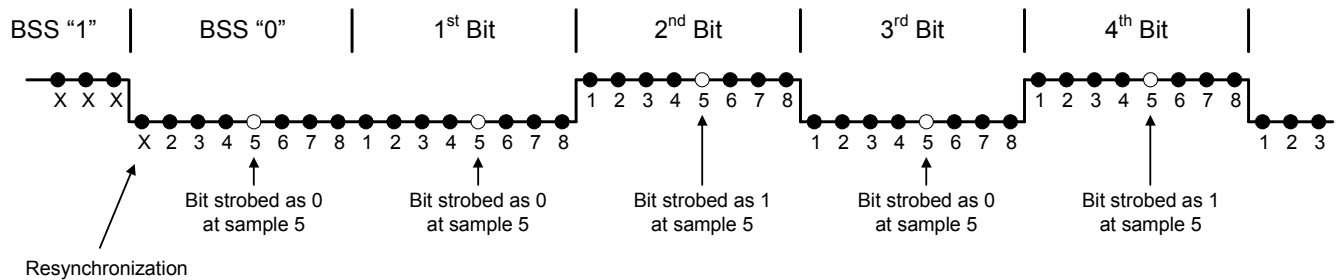 BSS “1” BSS “0” 1st Bit 2nd Bit 3rd Bit 4th Bit
X X X 1 2 3 4 5 6 7 8 1 2 3 4 5 6 7 8
X 2 3 4 5 6 7 8 1 2 3 4 5 6 7 8 1 2 3 4 5 6 7 8 1 2 3
Bit strobed as 0 Bit strobed as 0 Bit strobed as 1 Bit strobed as 0 Bit strobed as 1
at sample 5 at sample 5 at sample 5 at sample 5 at sample 5
Resynchronization